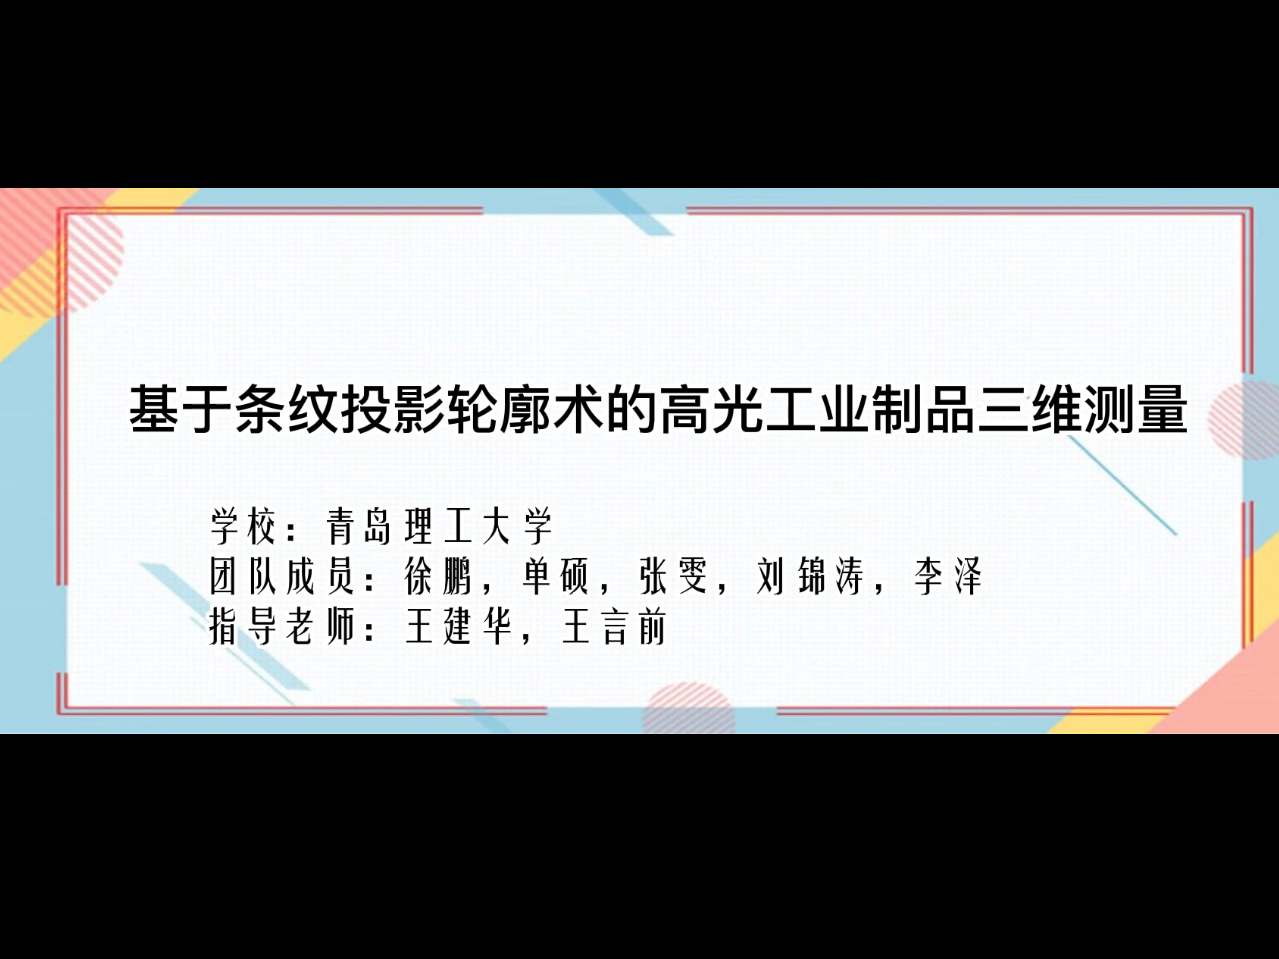 基于条纹投影轮廓术的高光工业制品三维测量
学校：青岛理工大学
团队成员：徐鹏，单硕，张雯，刘锦涛，李泽
指导老师：王建华，王言前